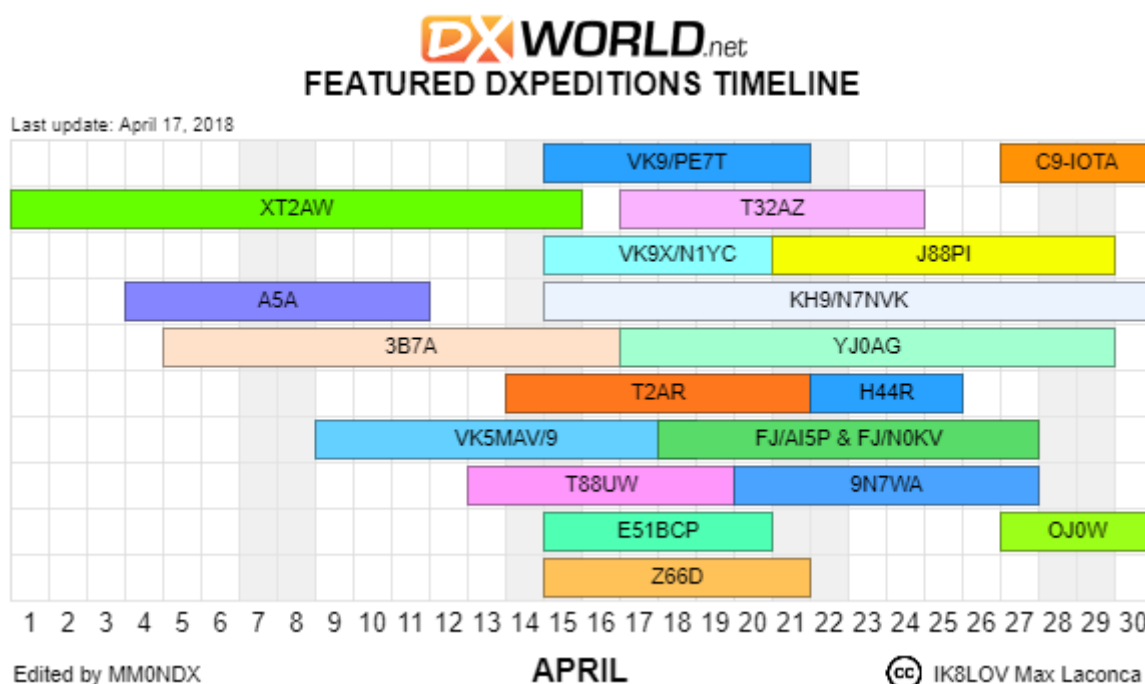 DX WORLD.net
FEATURED DXPEDITIONS TIMELINE
Last update: April 17, 2018
VK9/PE7T C9-IOTA
XT2AW T32AZ
VK9X/N1YC J88PI
A5A KH9/N7NVK
3B7A YJ0AG
T2AR H44R
VK5MAV/9 FJ/AI5P & FJ/N0KV
T88UW 9N7WA
E51BCP OJ0W
Z66D
1 2 3 4 5 6 7 8 9 10 11 12 13 14 15 16 17 18 19 20 21 22 23 24 25 26 27 28 29 30
Edited by MM0NDX APRIL cc IK8LOV Max Laconca